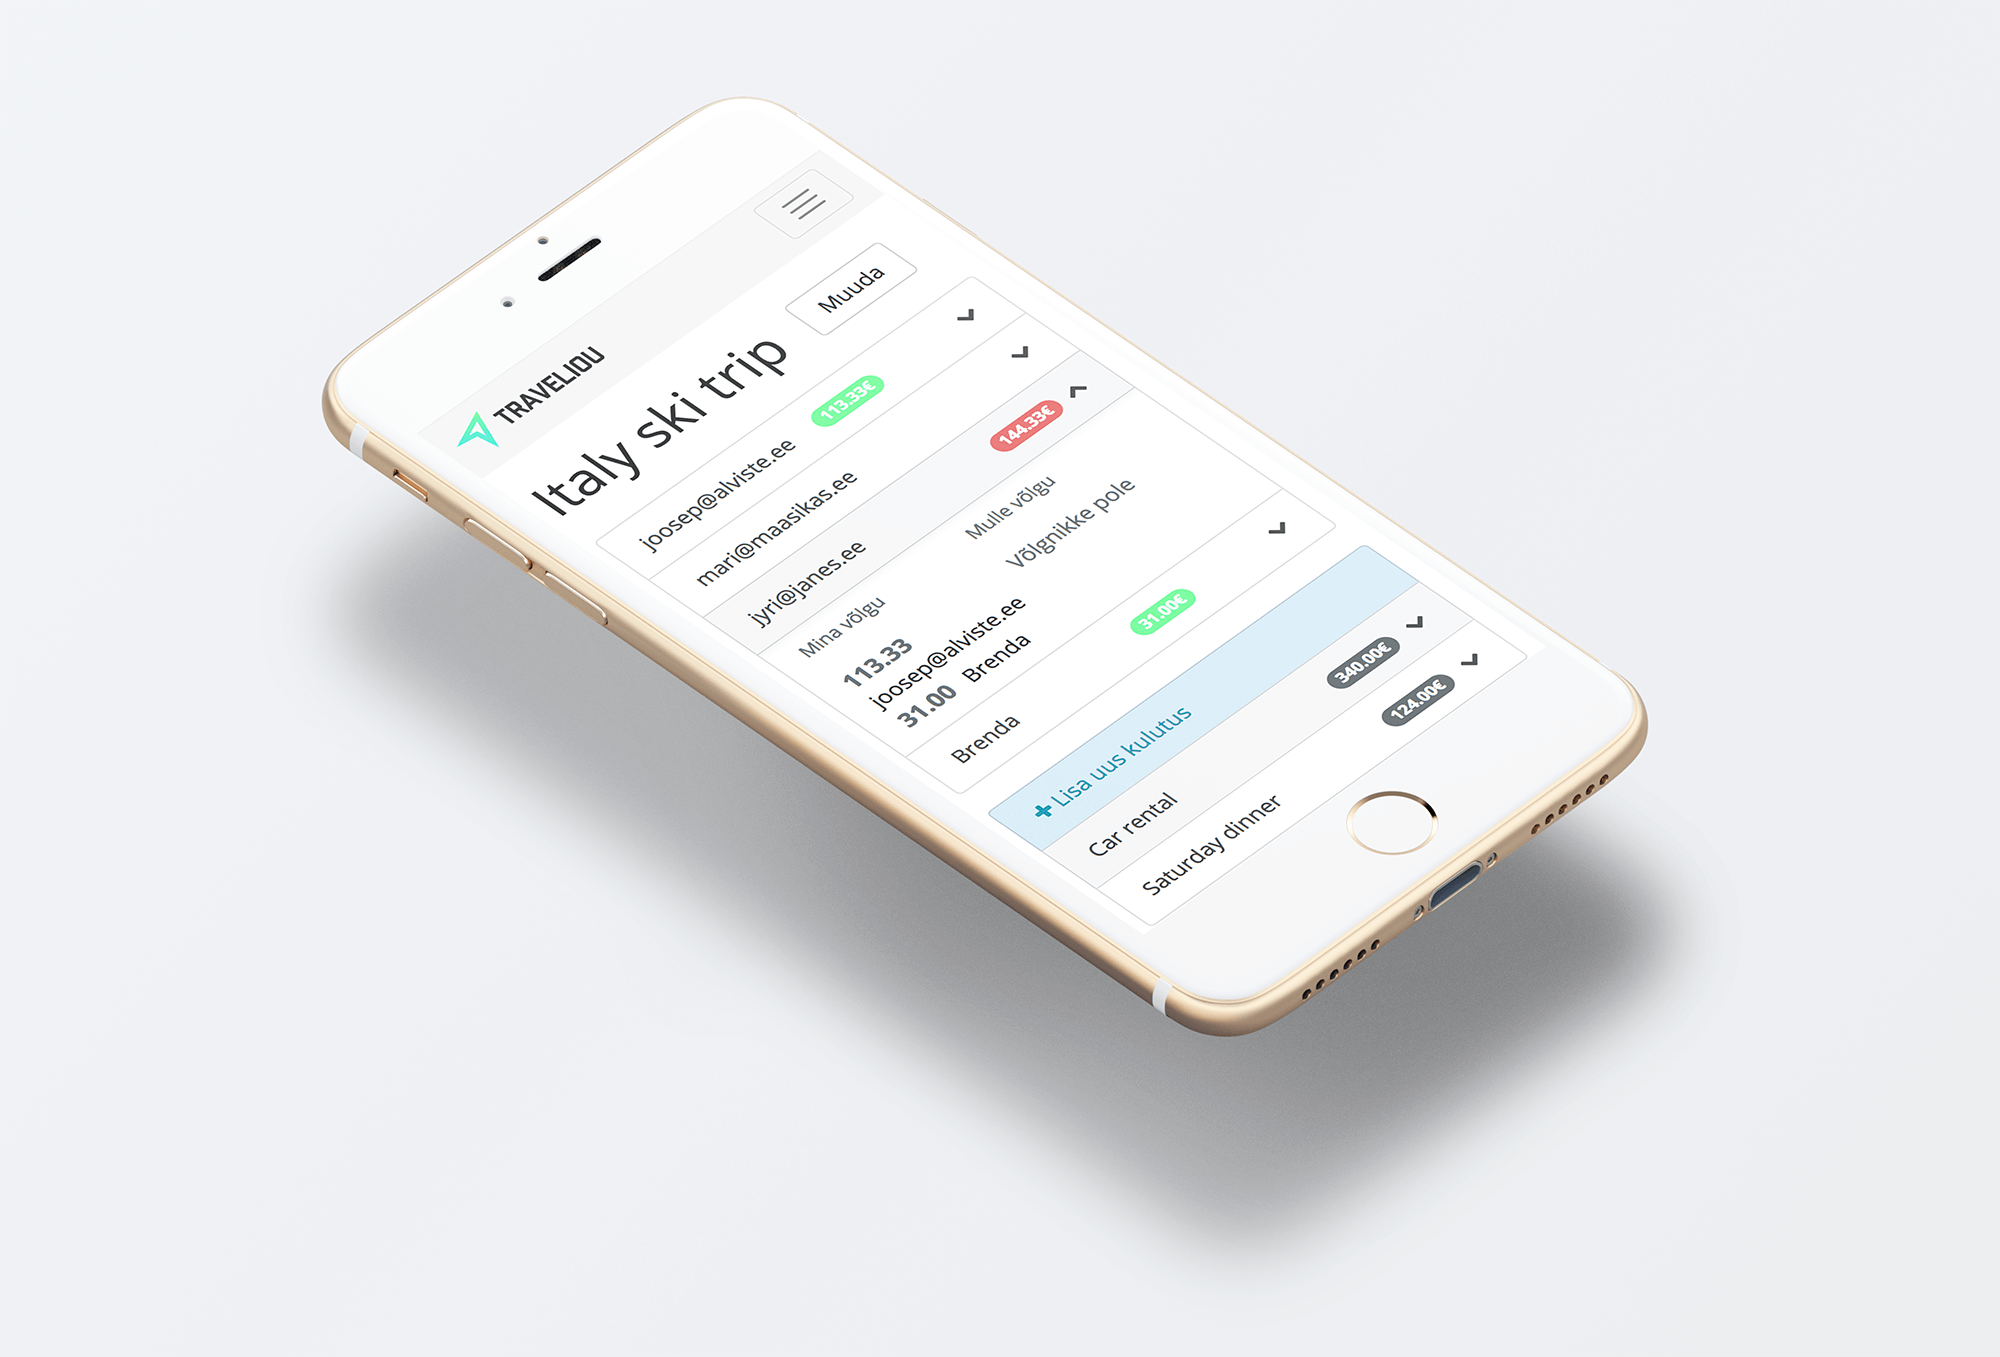 TRAVELIOU
Italy ski trip
Muuda
joosep@alviste.ee 113.33€
mari@maasikas.ee
jyri@janes.ee 144.33€
Mina võlgu Mulle võlgu
113.33 Võlgnikke pole
joosep@alviste.ee
31.00 Brenda
Brenda 31.00€
Lisa uus kulutus
Car rental 340.00€
Saturday dinner 124.00€